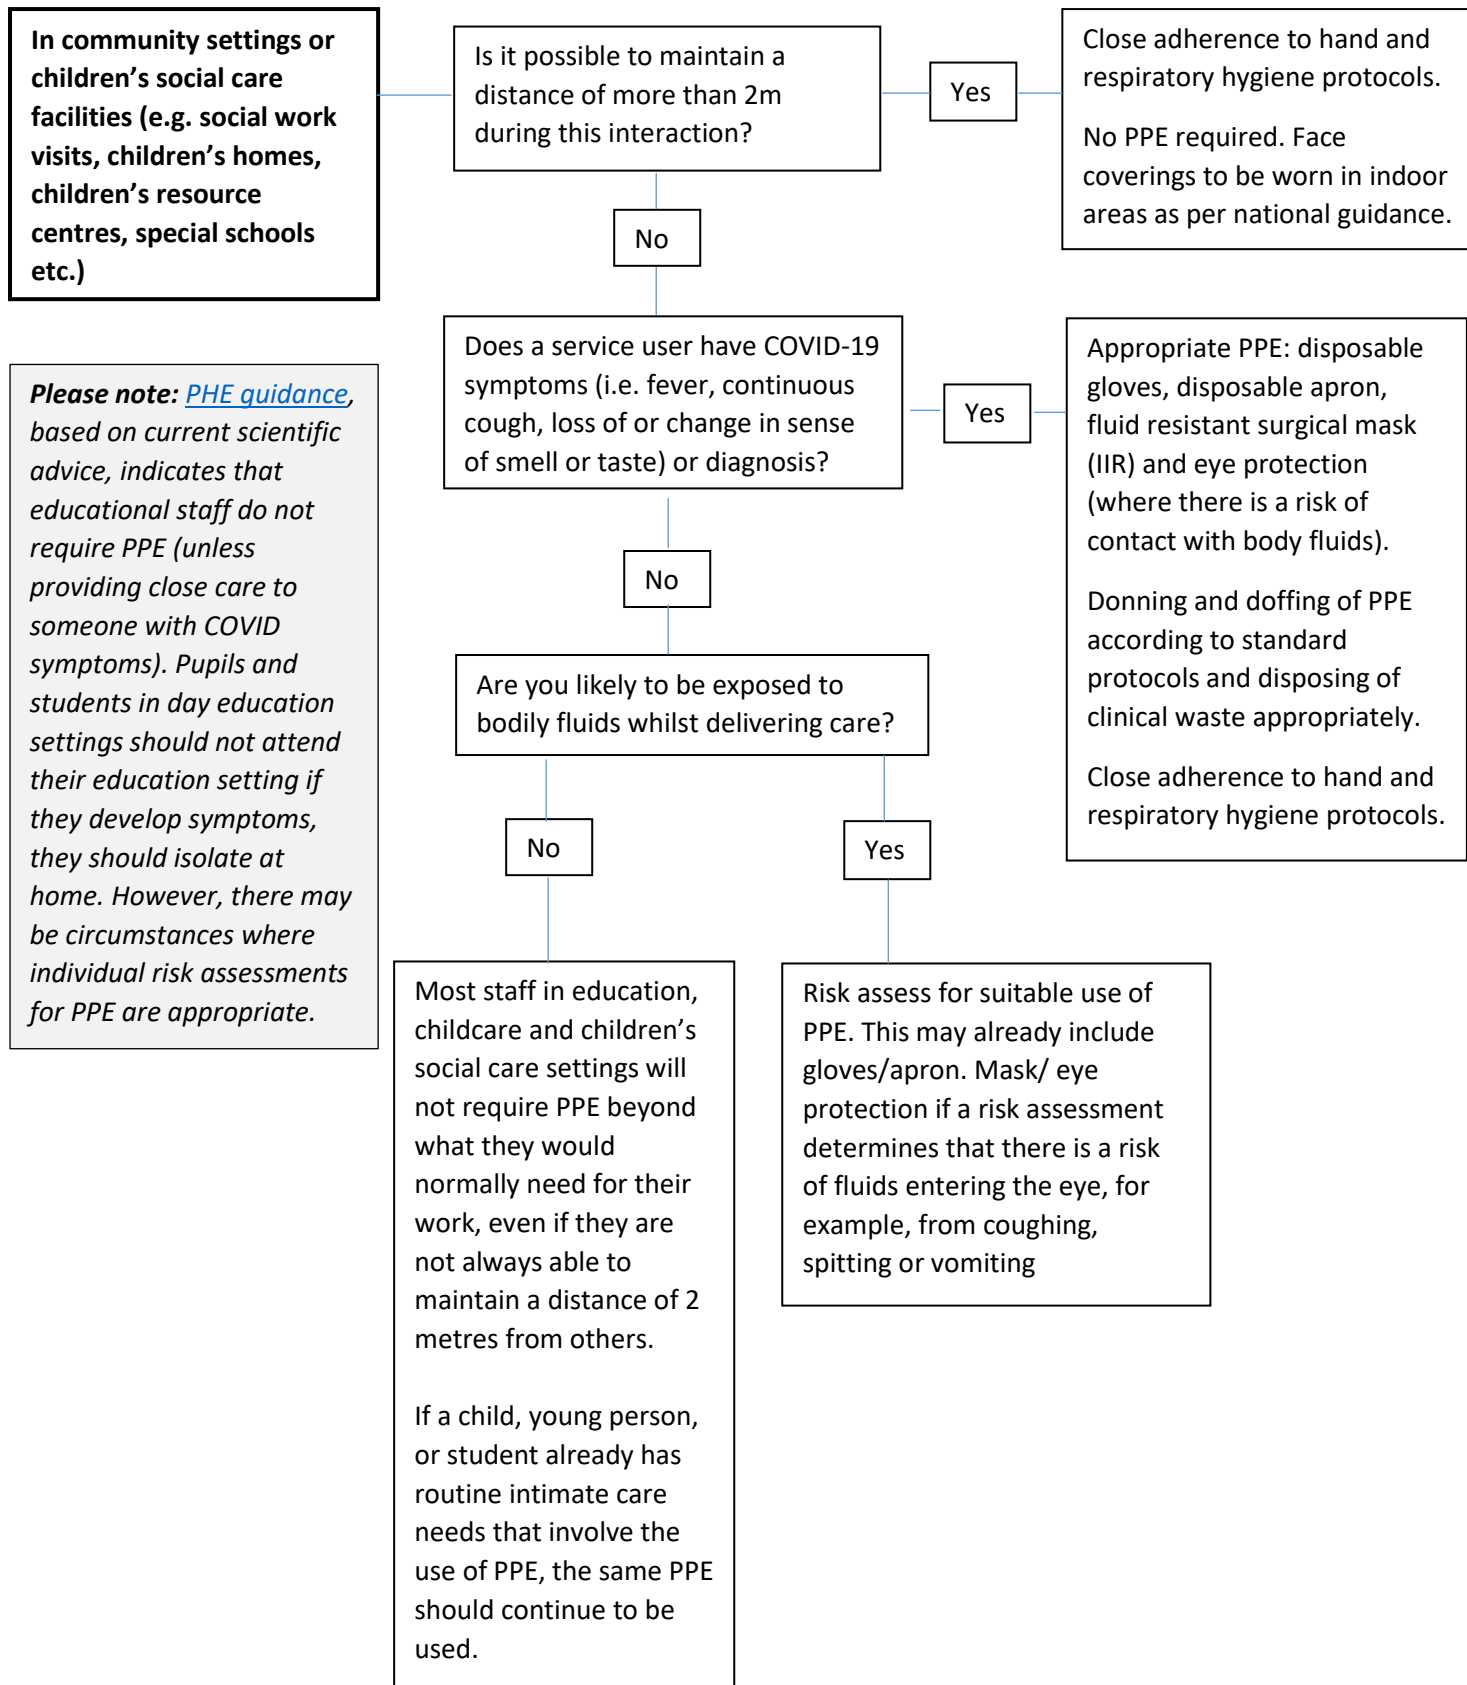 In community settings or
children’s social care
facilities (e.g. social work
visits, children’s homes,
children’s resource
centres, special schools
etc.)
Is it possible to maintain a
distance of more than 2m
during this interaction?
Yes
Close adherence to hand and
respiratory hygiene protocols.
No PPE required. Face
coverings to be worn in indoor
areas as per national guidance.
No
Does a service user have COVID-19
symptoms (i.e. fever, continuous
cough, loss of or change in sense
of smell or taste) or diagnosis?
Yes
Appropriate PPE: disposable
gloves, disposable apron,
fluid resistant surgical mask
(IIR) and eye protection
(where there is a risk of
contact with body fluids).
Donning and doffing of PPE
according to standard
protocols and disposing of
clinical waste appropriately.
Close adherence to hand and
respiratory hygiene protocols.
Please note: PHE guidance,
based on current scientific
advice, indicates that
educational staff do not
require PPE (unless
providing close care to
someone with COVID
symptoms). Pupils and
students in day education
settings should not attend
their education setting if
they develop symptoms,
they should isolate at
home. However, there may
be circumstances where
individual risk assessments
for PPE are appropriate.
No
Are you likely to be exposed to
bodily fluids whilst delivering care?
No
Yes
Most staff in education,
childcare and children’s
social care settings will
not require PPE beyond
what they would
normally need for their
work, even if they are
not always able to
maintain a distance of 2
metres from others.
If a child, young person,
or student already has
routine intimate care
needs that involve the
use of PPE, the same PPE
should continue to be
used.
Risk assess for suitable use of
PPE. This may already include
gloves/apron. Mask/ eye
protection if a risk assessment
determines that there is a risk
of fluids entering the eye, for
example, from coughing,
spitting or vomiting